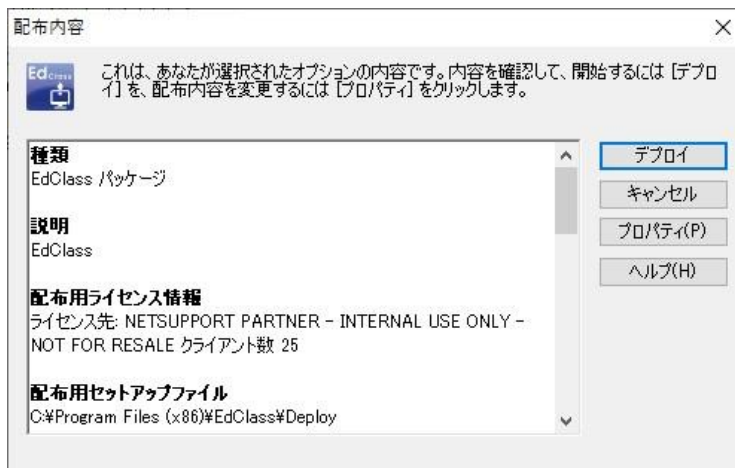 配布内容
Ed Class
これは、あなたが選択されたオプションの内容です。内容を確認して、開始するには [デプロ
イ] を、配布内容を変更するには [プロパティ] をクリックします。
種類
EdClass パッケージ
説明
EdClass
配布用ライセンス情報
ライセンス先: NETSUPPORT PARTNER - INTERNAL USE ONLY -
NOT FOR RESALE クライアント数 25
配布用セットアップファイル
C:¥Program Files (x86)¥EdClass¥Deploy
デプロイ
キャンセル
プロパティ(P)
ヘルプ(H)